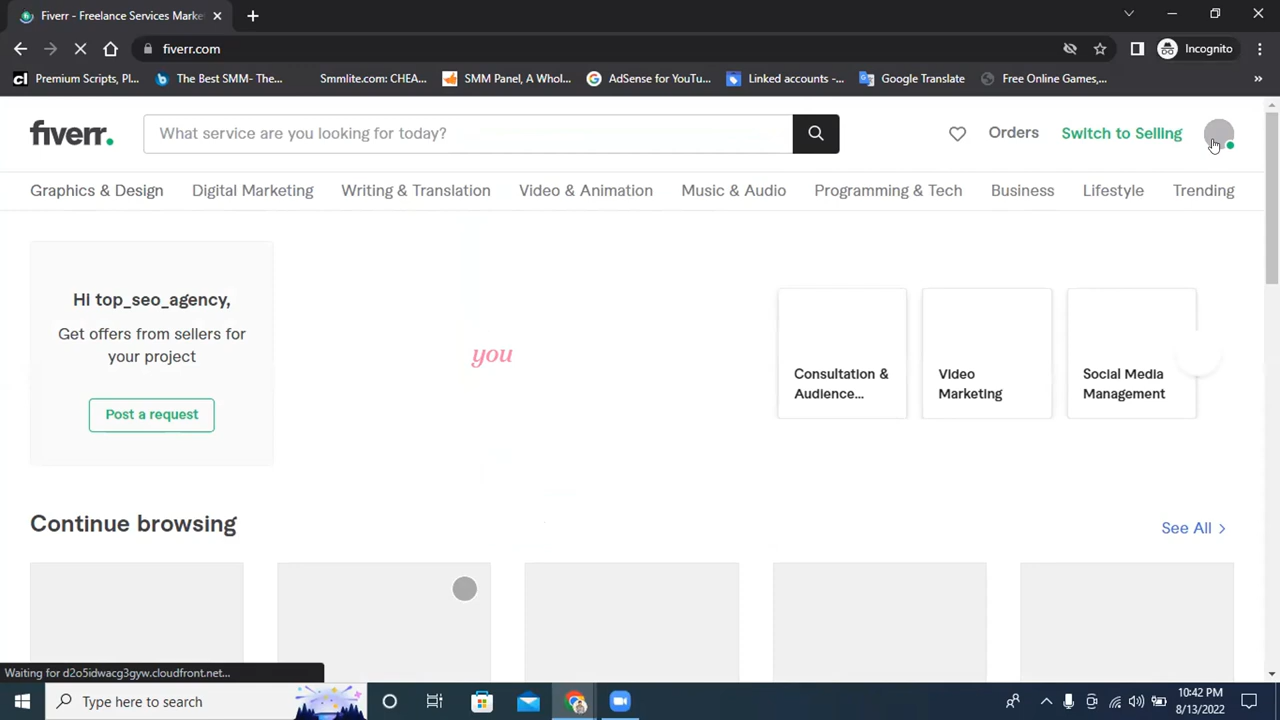 Fiverr - Freelance Services Marke
fiverr.com
Incognito
Premium Scripts, Pl...
The Best SMM- The...
Smmlite.com: CHEA...
SMM Panel, A Whol...
AdSense for YouTu...
Linked accounts -...
Google Translate
Free Online Games,...
fiverr.
What service are you looking for today?
Orders
Switch to Selling
Graphics & Design
Digital Marketing
Writing & Translation
Video & Animation
Music & Audio
Programming & Tech
Business
Lifestyle
Trending
Hi top_seo_agency,
Get offers from sellers for
your project
Post a request
you
Consultation &
Audience...
Video
Marketing
Social Media
Management
Continue browsing
See All
Waiting for d2o5idwacg3gyw.cloudfront.net...
Type here to search
10:42 PM
8/13/2022